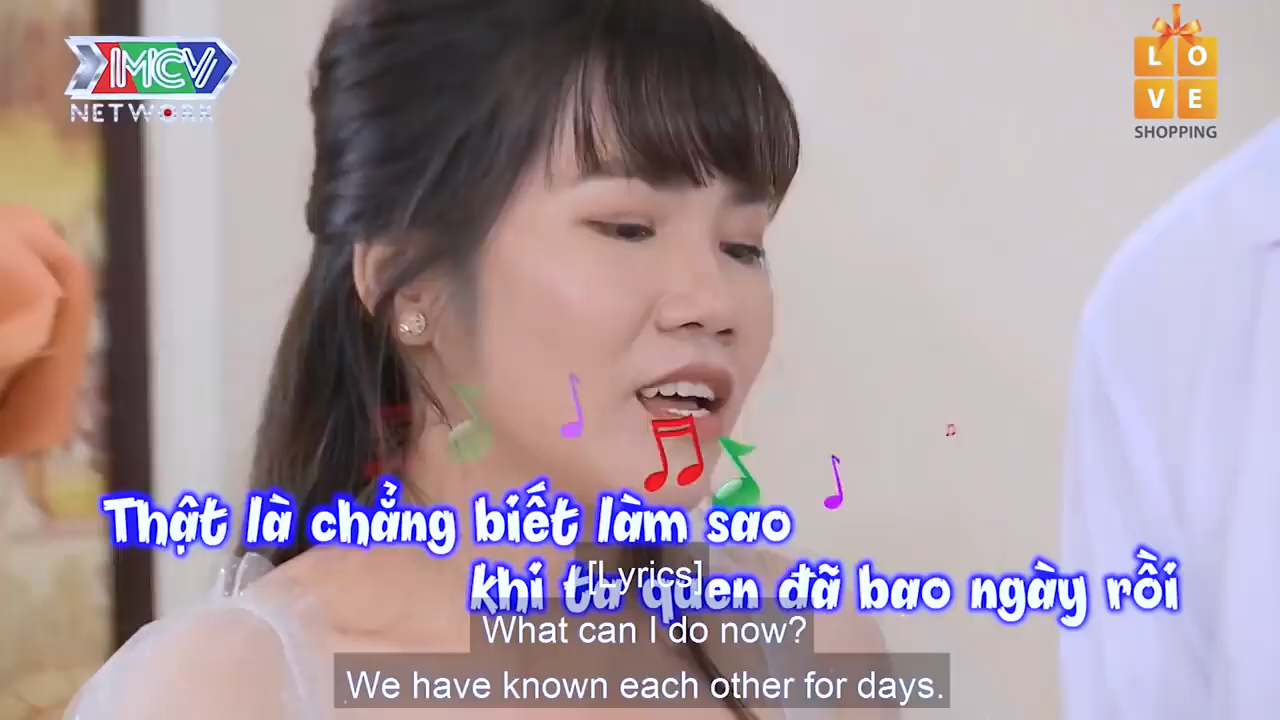 MCV
NETWORK
L O
V E
SHOPPING
Thật là chẳng biết làm sao
khi ta quen đã bao ngày rồi
[Lyrics]
What can I do now?
We have known each other for days.